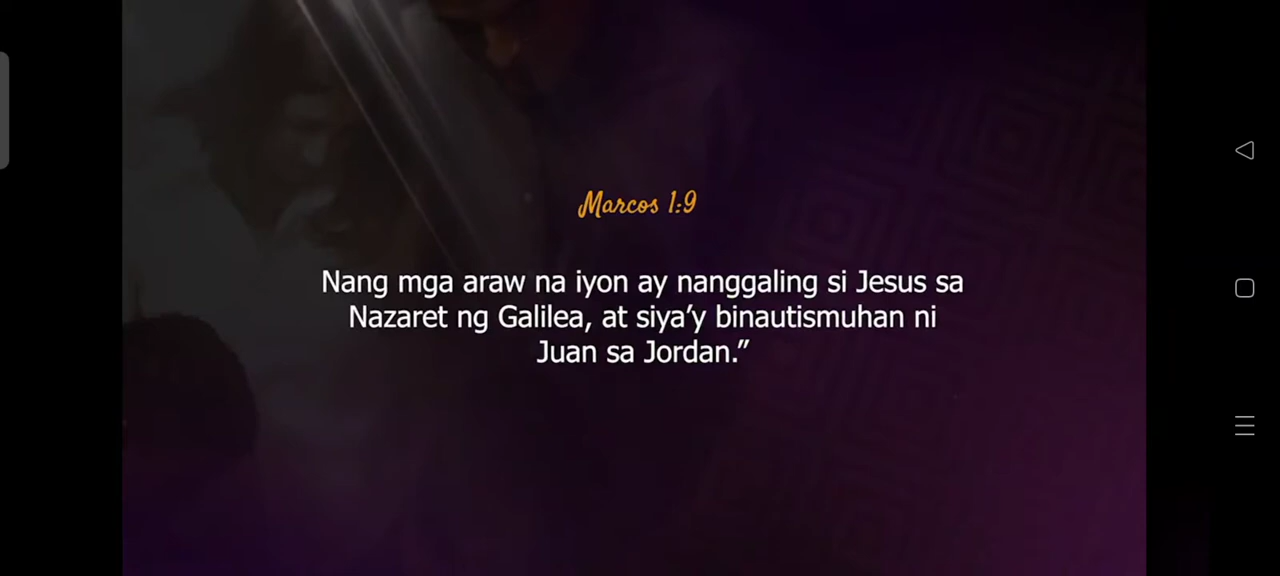 Marcos 1:9
Nang mga araw na iyon ay nanggaling si Jesus sa
Nazaret ng Galilea, at siya’y binautismuhan ni
Juan sa Jordan.”